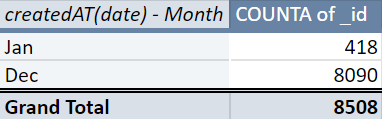 createdAT(date) - Month COUNTA of _id
Jan 418
Dec 8090
Grand Total 8508